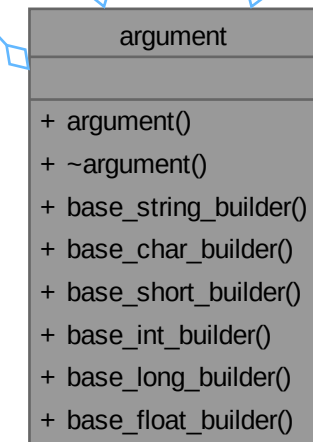 argument
+ argument()
+ ~argument()
+ base_string_builder()
+ base_char_builder()
+ base_short_builder()
+ base_int_builder()
+ base_long_builder()
+ base_float_builder()